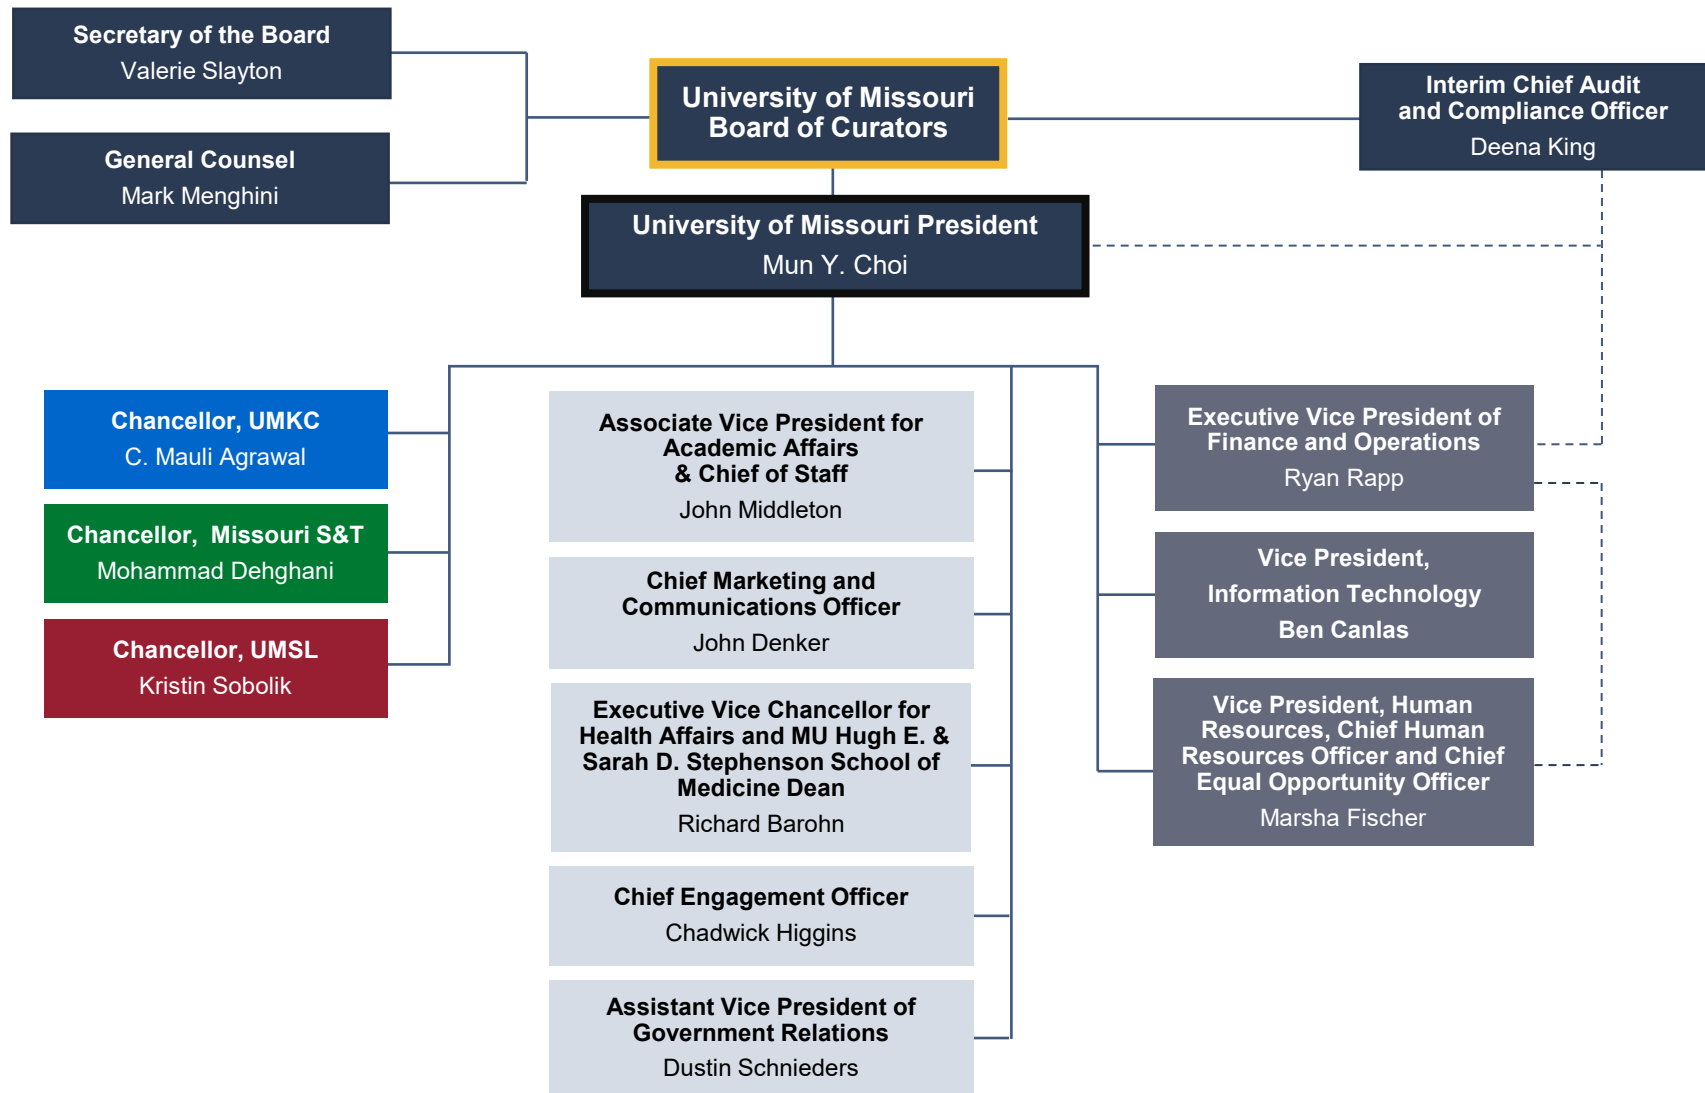 Secretary of the Board
Valerie Slayton
General Counsel
Mark Menghini
University of Missouri
Board of Curators
Interim Chief Audit
and Compliance Officer
Deena King
University of Missouri President
Mun Y. Choi
Chancellor, UMKC
C. Mauli Agrawal
Chancellor,  Missouri S&T
Mohammad Dehghani
Chancellor, UMSL
Kristin Sobolik
Associate Vice President for
Academic Affairs
& Chief of Staff
John Middleton
Chief Marketing and
Communications Officer
John Denker
Executive Vice Chancellor for
Health Affairs and MU Hugh E. &
Sarah D. Stephenson School of
Medicine Dean
Richard Barohn
Chief Engagement Officer
Chadwick Higgins
Assistant Vice President of
Government Relations
Dustin Schnieders
Executive Vice President of
Finance and Operations
Ryan Rapp
Vice President,
Information Technology
Ben Canlas
Vice President, Human
Resources, Chief Human
Resources Officer and Chief
Equal Opportunity Officer
Marsha Fischer